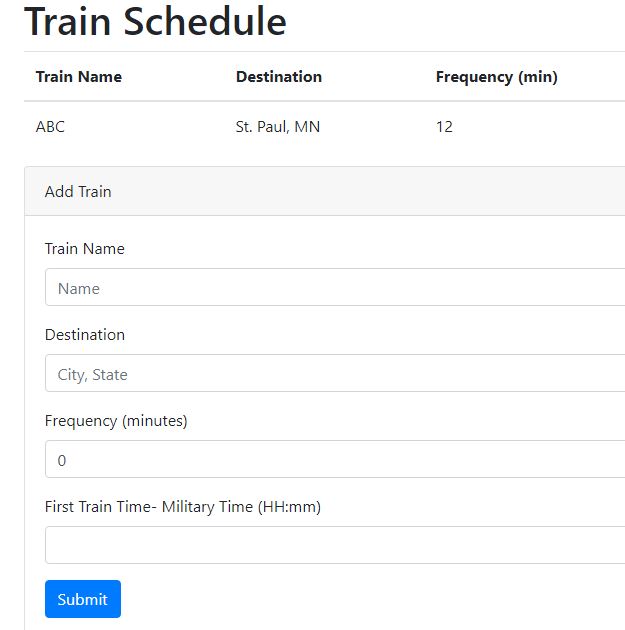 Train Schedule
Train Name Destination Frequency (min)
ABC St. Paul, MN 12
Add Train
Train Name
Name
Destination
City, State
Frequency (minutes)
0
First Train Time- Military Time (HH:mm)
Submit